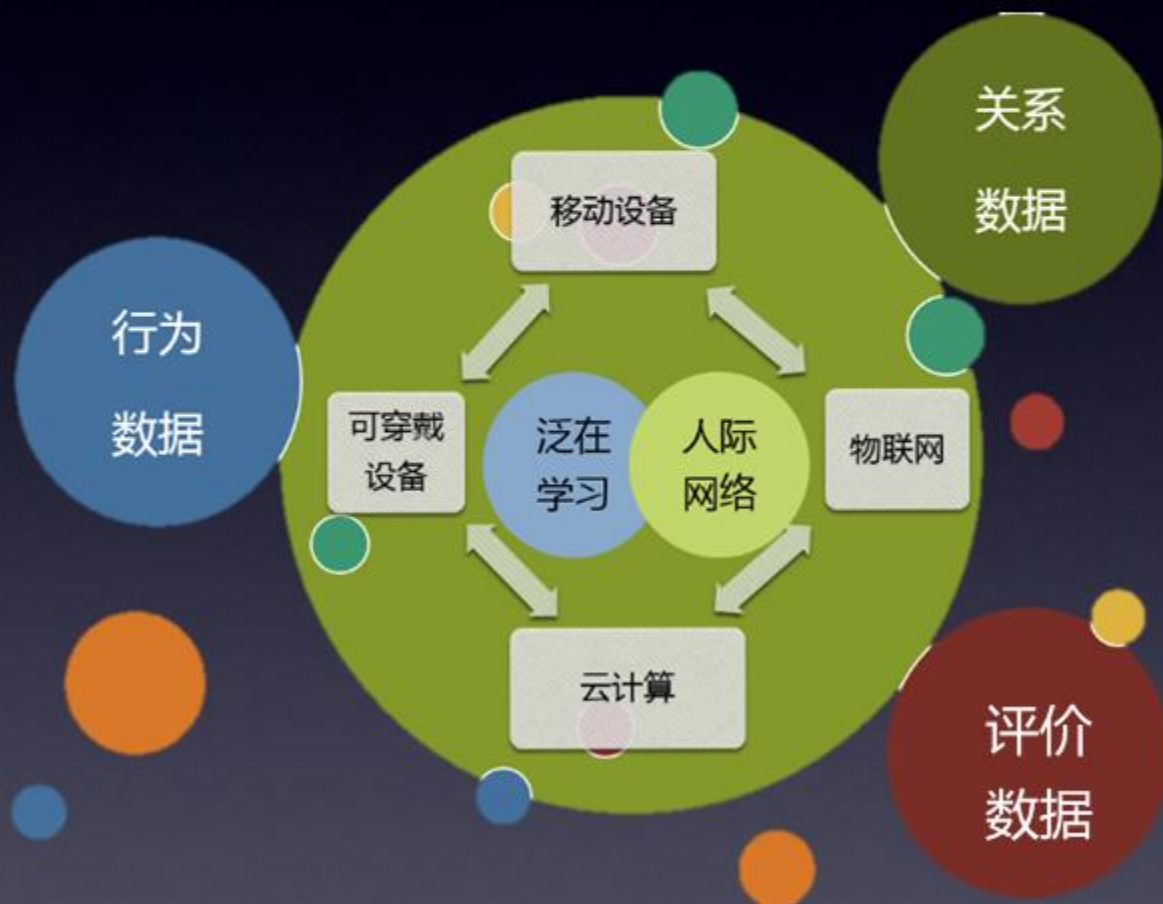 关系
数据
移动设备
行为
数据
可穿戴
设备
泛在
学习
人际
网络
物联网
云计算
评价
数据